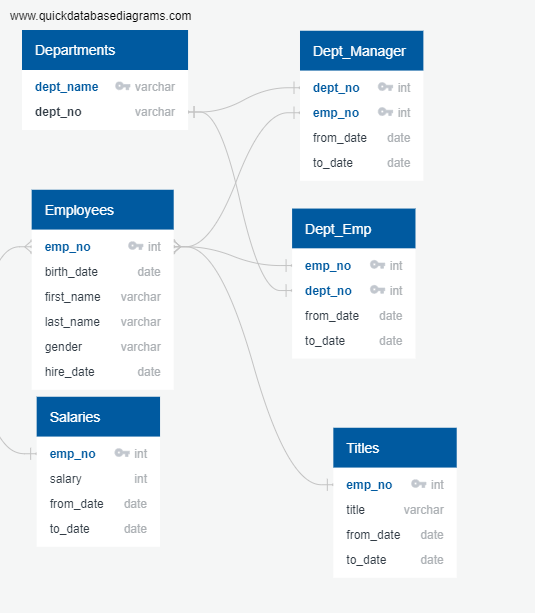 www.quickdatabasediagrams.com
Departments
dept_name varchar
dept_no varchar
Dept_Manager
dept_no int
emp_no int
from_date date
to_date date
Employees
emp_no int
birth_date date
first_name varchar
last_name varchar
gender varchar
hire_date date
Dept_Emp
emp_no int
dept_no int
from_date date
to_date date
Salaries
emp_no int
salary int
from_date date
to_date date
Titles
emp_no int
title varchar
from_date date
to_date date